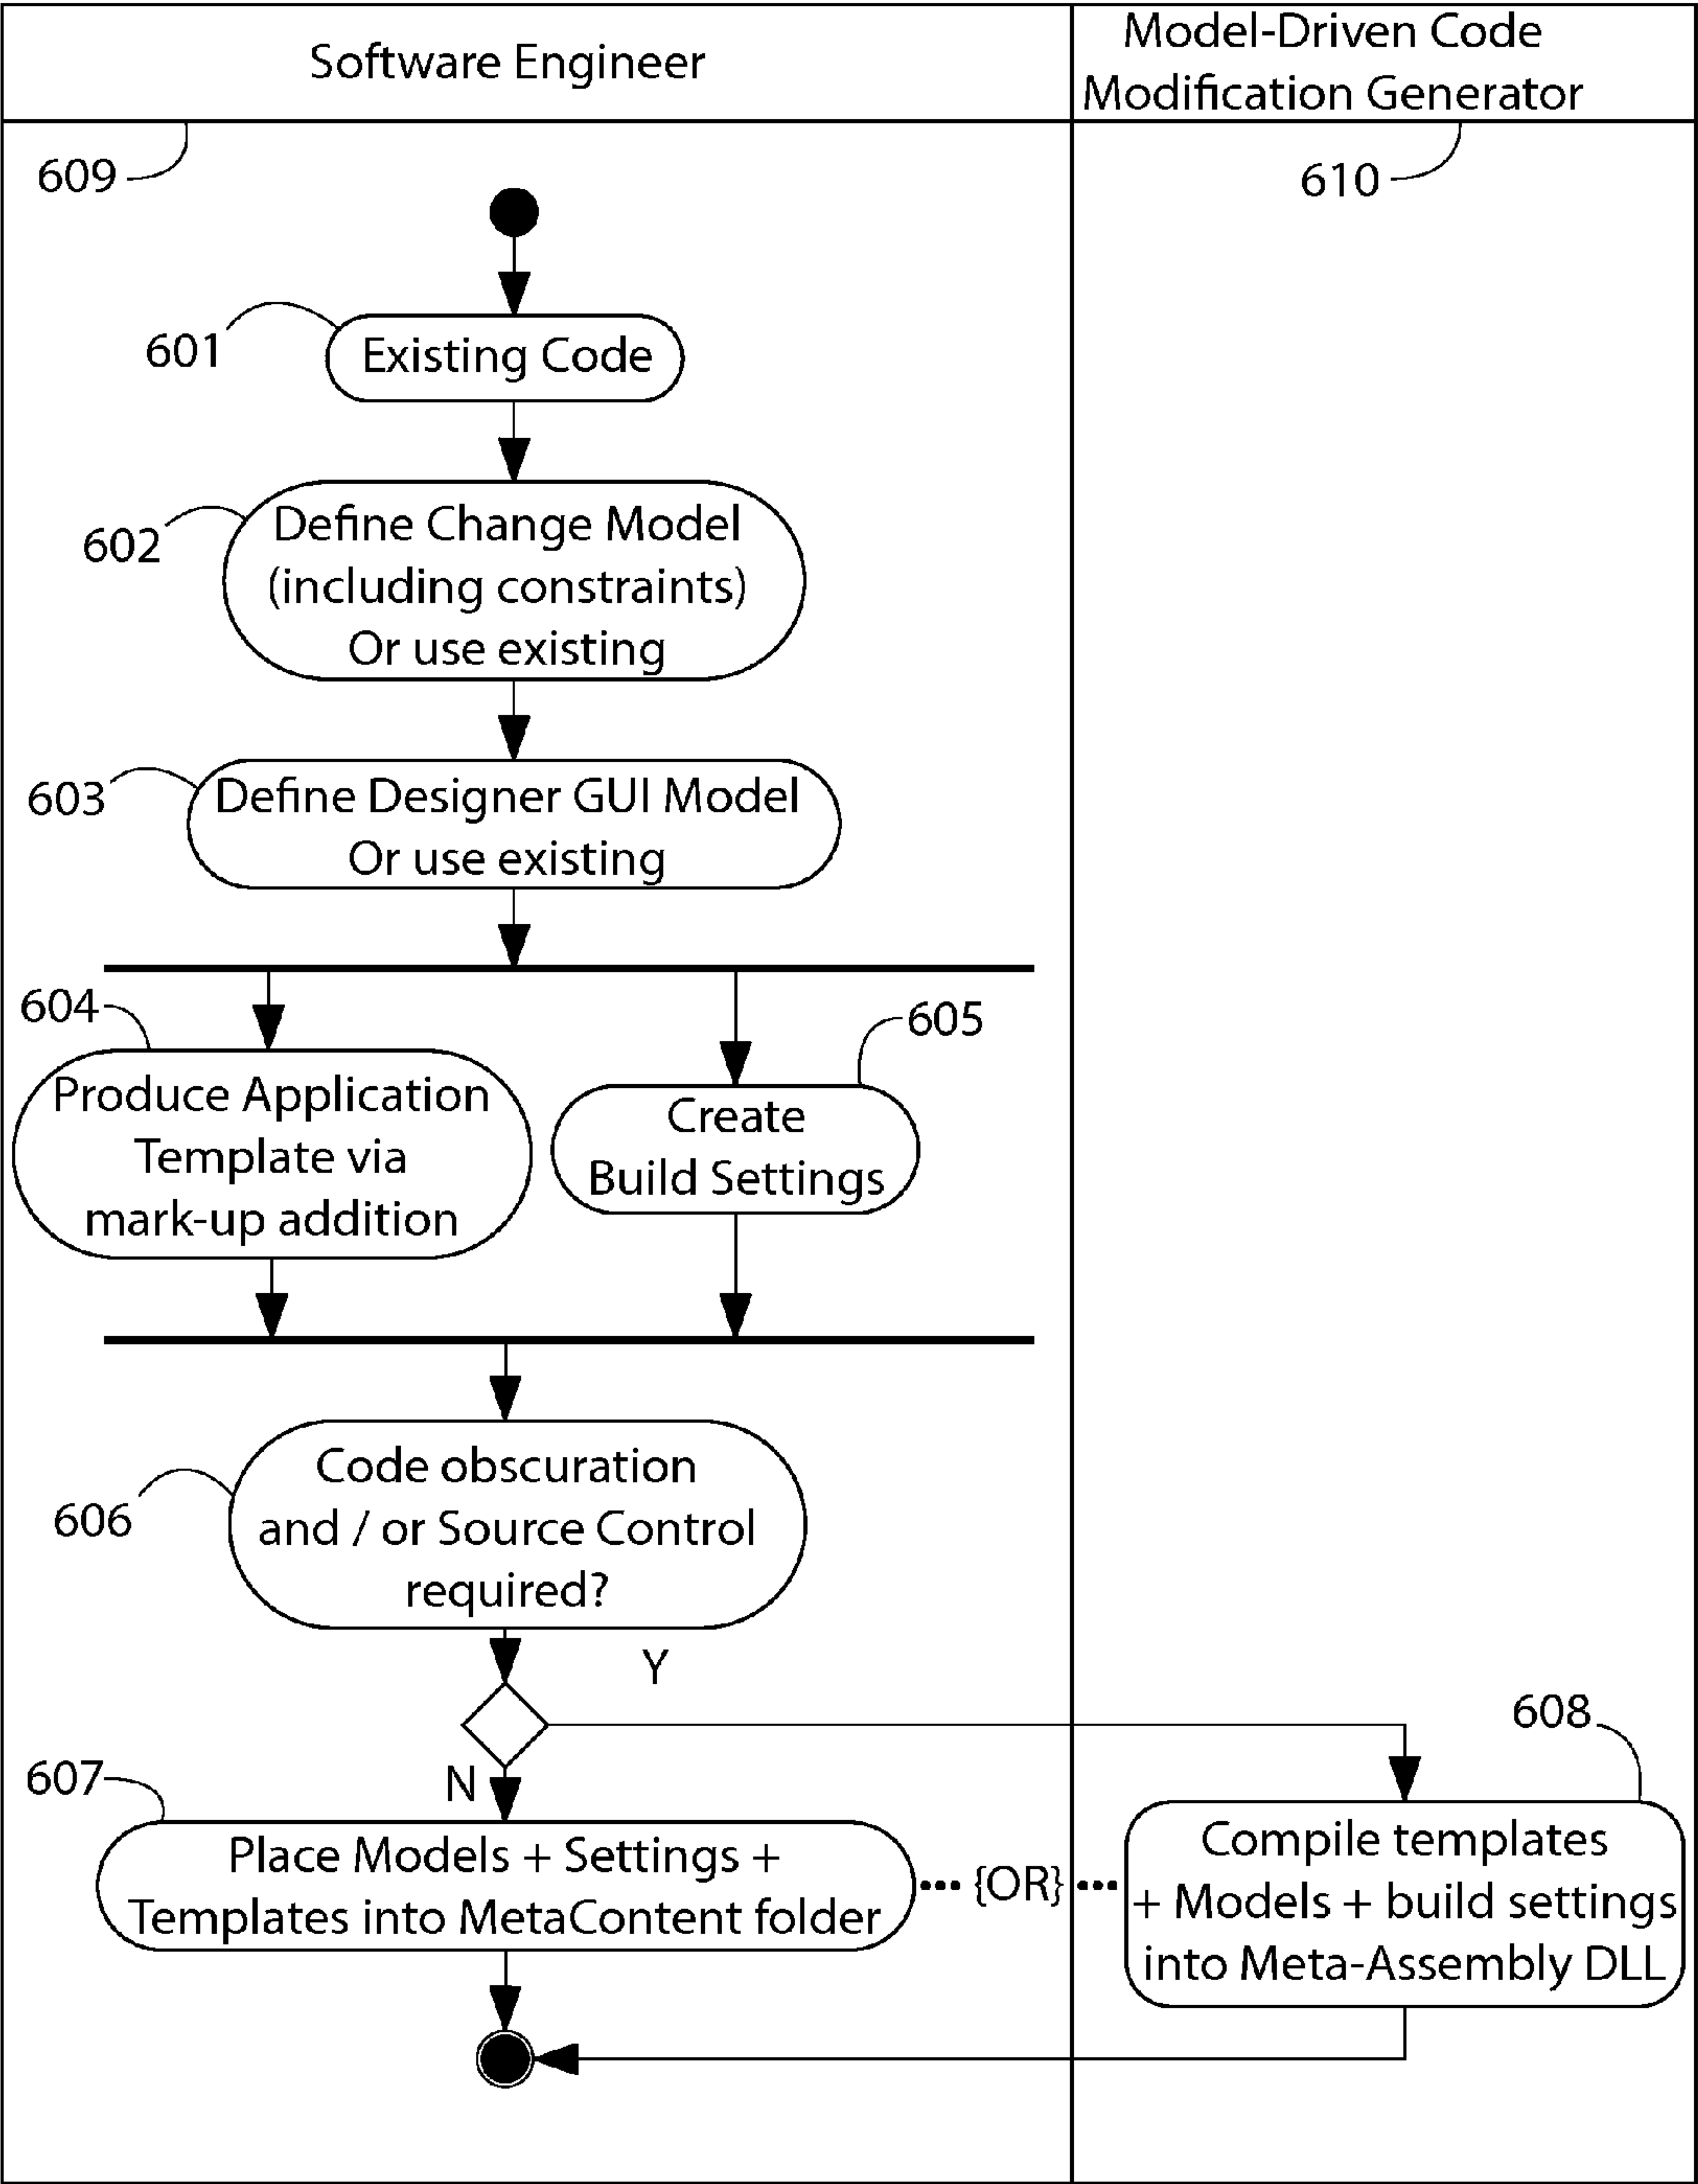 Software Engineer
Model-Driven Code
Modification Generator
609
610
601
Existing Code
602
Define Change Model
(including constraints)
Or use existing
603
Define Designer GUI Model
Or use existing
604
605
Produce Application
Template via
mark-up addition
Create
Build Settings
606
Code obscuration
and / or Source Control
required?
Y
608
607
N
Place Models + Settings +
Templates into MetaContent folder
{OR}
Compile templates
+ Models + build settings
into Meta-Assembly DLL